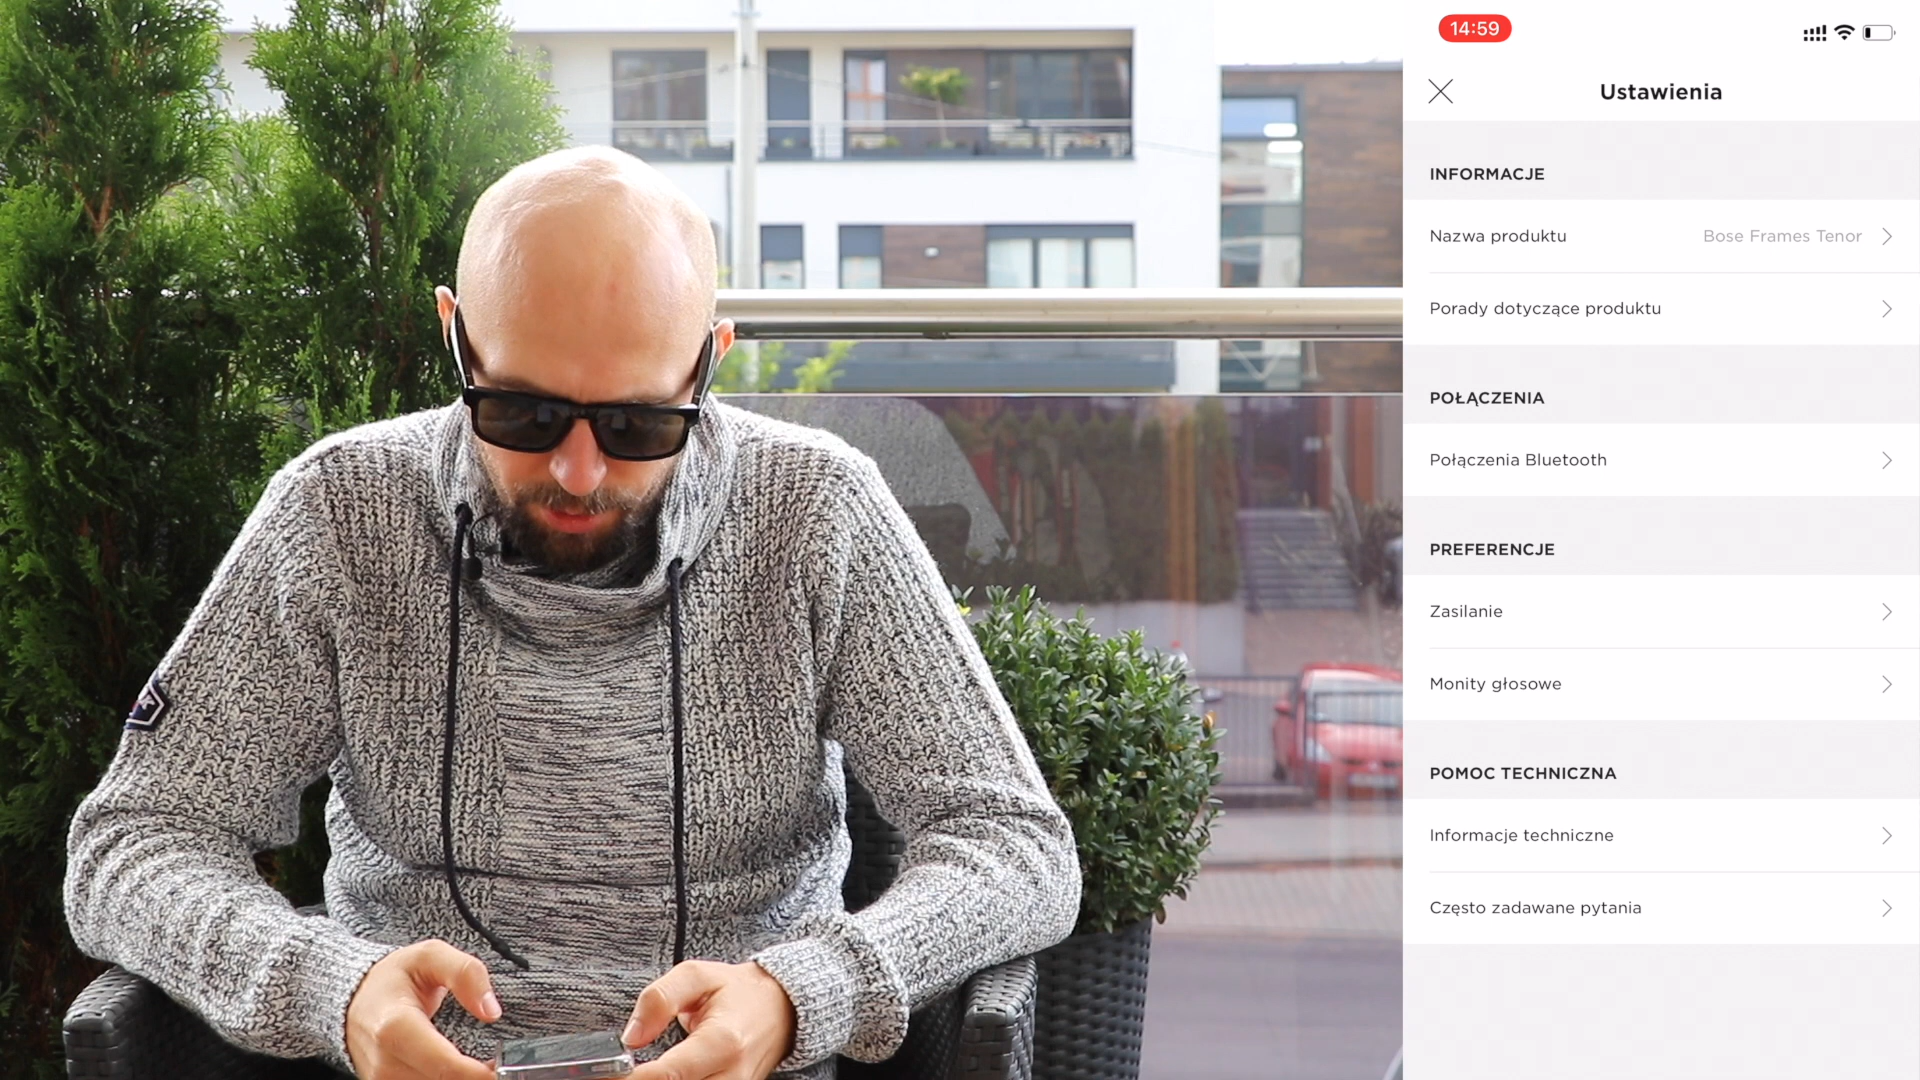 14:59
Ustawienia
INFORMACJE
Nazwa produktu Bose Frames Tenor
Porady dotyczące produktu
POŁĄCZENIA
Połączenia Bluetooth
PREFERENCJE
Zasilanie
Monity głosowe
POMOC TECHNICZNA
Informacje techniczne
Często zadawane pytania